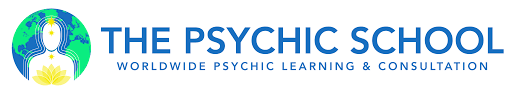 THE PSYCHIC SCHOOL
WORLDWIDE PSYCHIC LEARNING & CONSULTATION